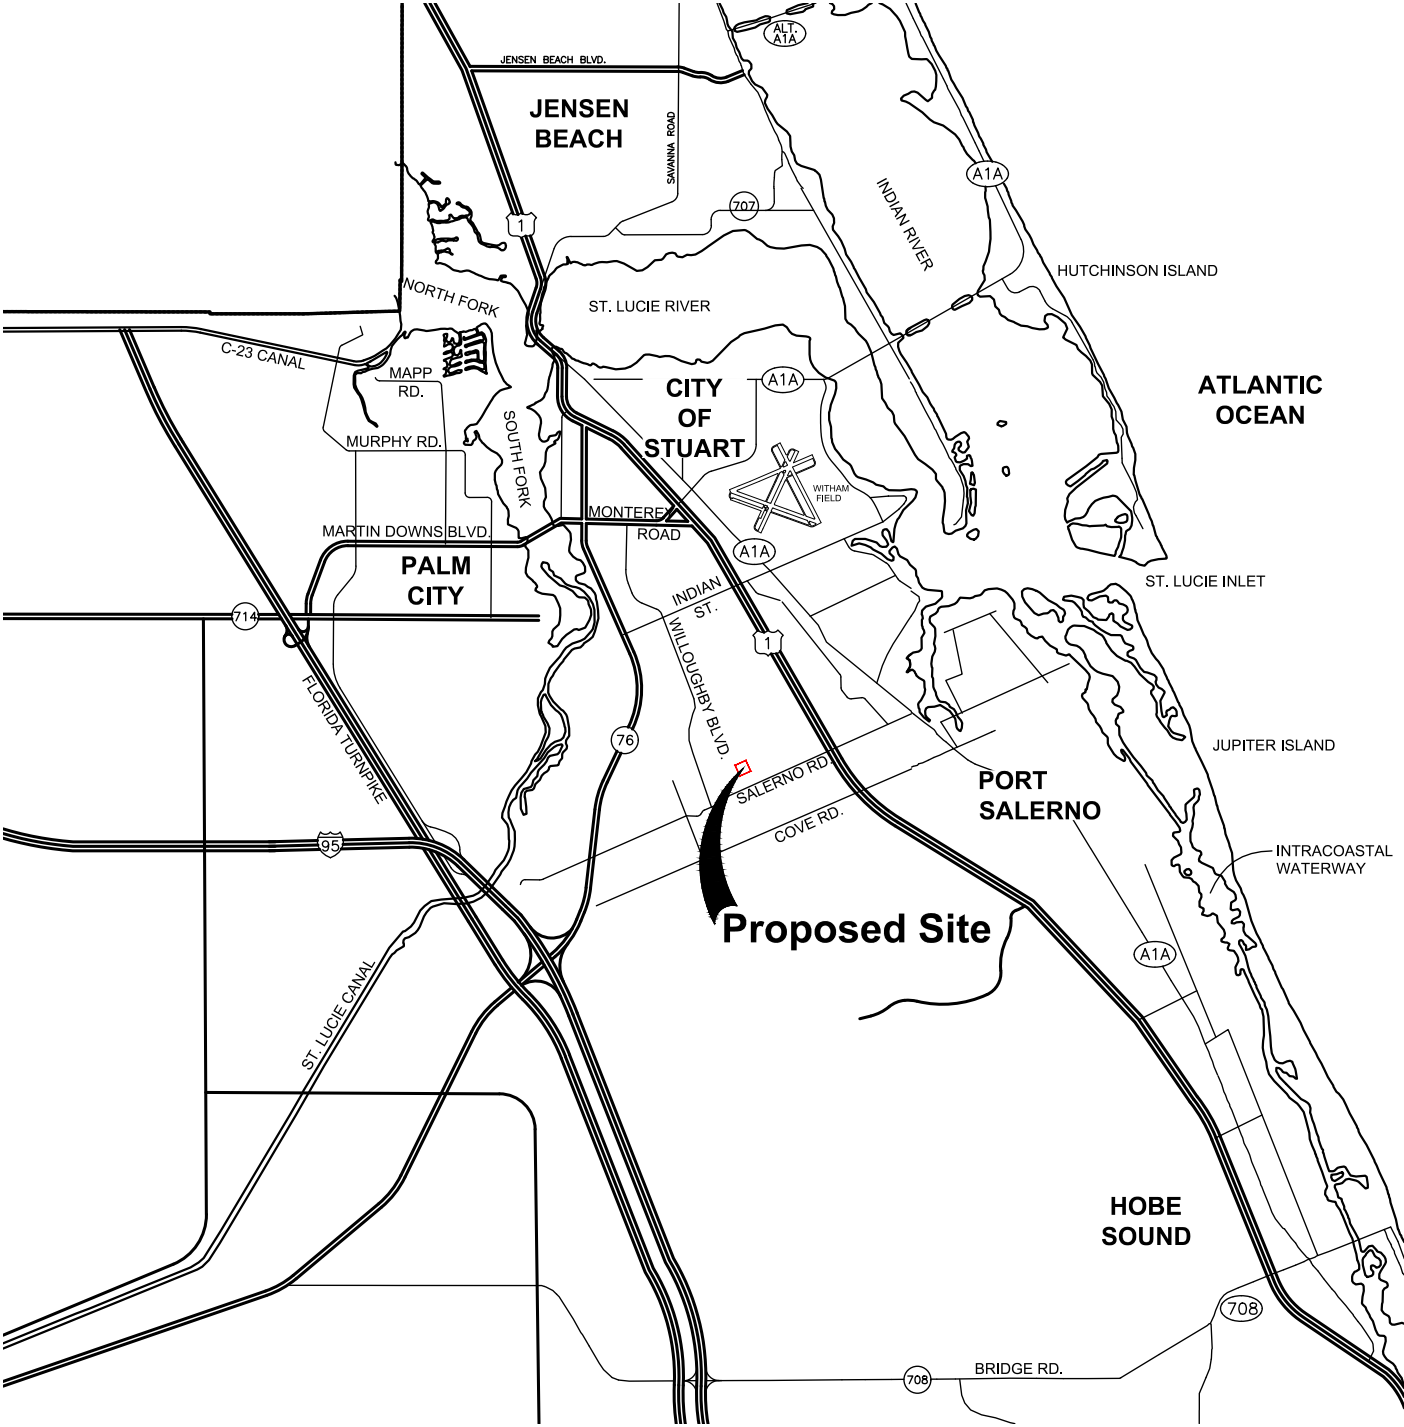 ALT.
A1A
JENSEN BEACH BLVD.
JENSEN
BEACH
SAVANNA ROAD
A1A
INDIAN RIVER
707
1
HUTCHINSON ISLAND
NORTH FORK
ST. LUCIE RIVER
C-23 CANAL
MAPP
RD.
CITY
OF
STUART
A1A
ATLANTIC
OCEAN
MURPHY RD.
SOUTH FORK
WITHAM
FIELD
MONTEREY
ROAD
MARTIN DOWNS BLVD.
A1A
PALM
CITY
INDIAN
ST.
ST. LUCIE INLET
714
1
WILLOUGHBY BLVD.
FLORIDA TURNPIKE
76
JUPITER ISLAND
SALERNO RD.
PORT
SALERNO
COVE RD.
95
INTRACOASTAL
WATERWAY
Proposed Site
A1A
ST. LUCIE CANAL
HOBE
SOUND
708
BRIDGE RD.
708